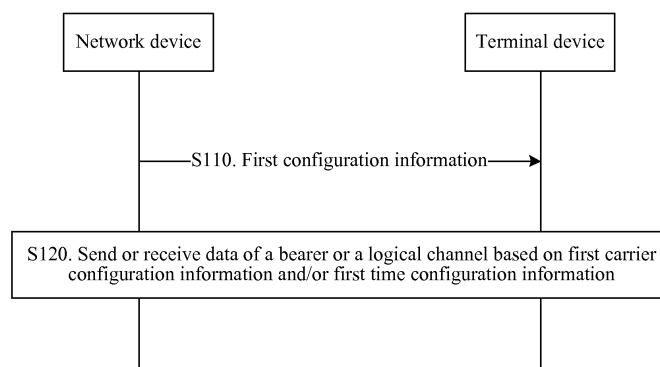 Network device
Terminal device
S110. First configuration information
S120. Send or receive data of a bearer or a logical channel based on first carrier
configuration information and/or first time configuration information